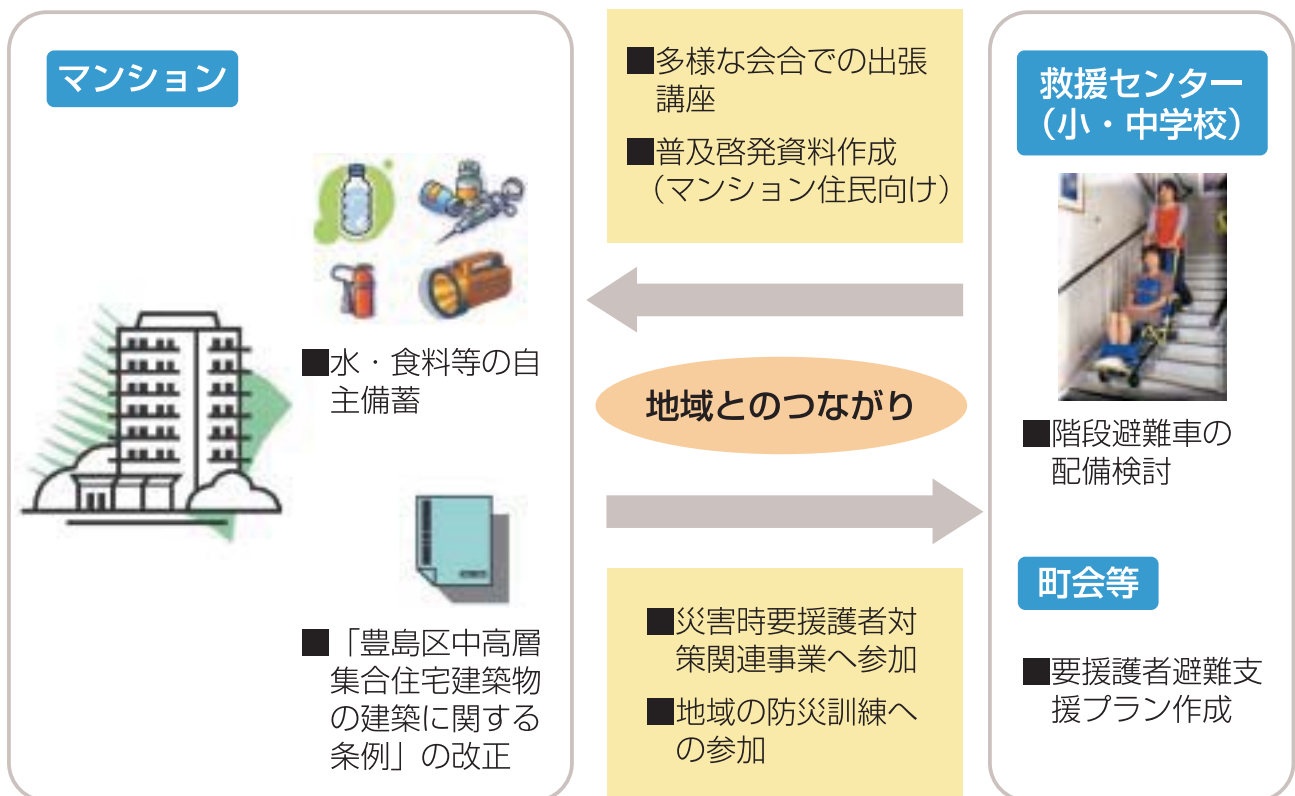 マンション
■水・食料等の自
主備蓄
■「豊島区中高層
集合住宅建築物
の建築に関する
条例」の改正
■多様な会合での出張
講座
■普及啓発資料作成
（マンション住民向け）
地域とのつながり
■災害時要援護者対
策関連事業へ参加
■地域の防災訓練へ
の参加
救援センター
（小・中学校）
■階段避難車の
配備検討
町会等
■要援護者避難支
援プラン作成